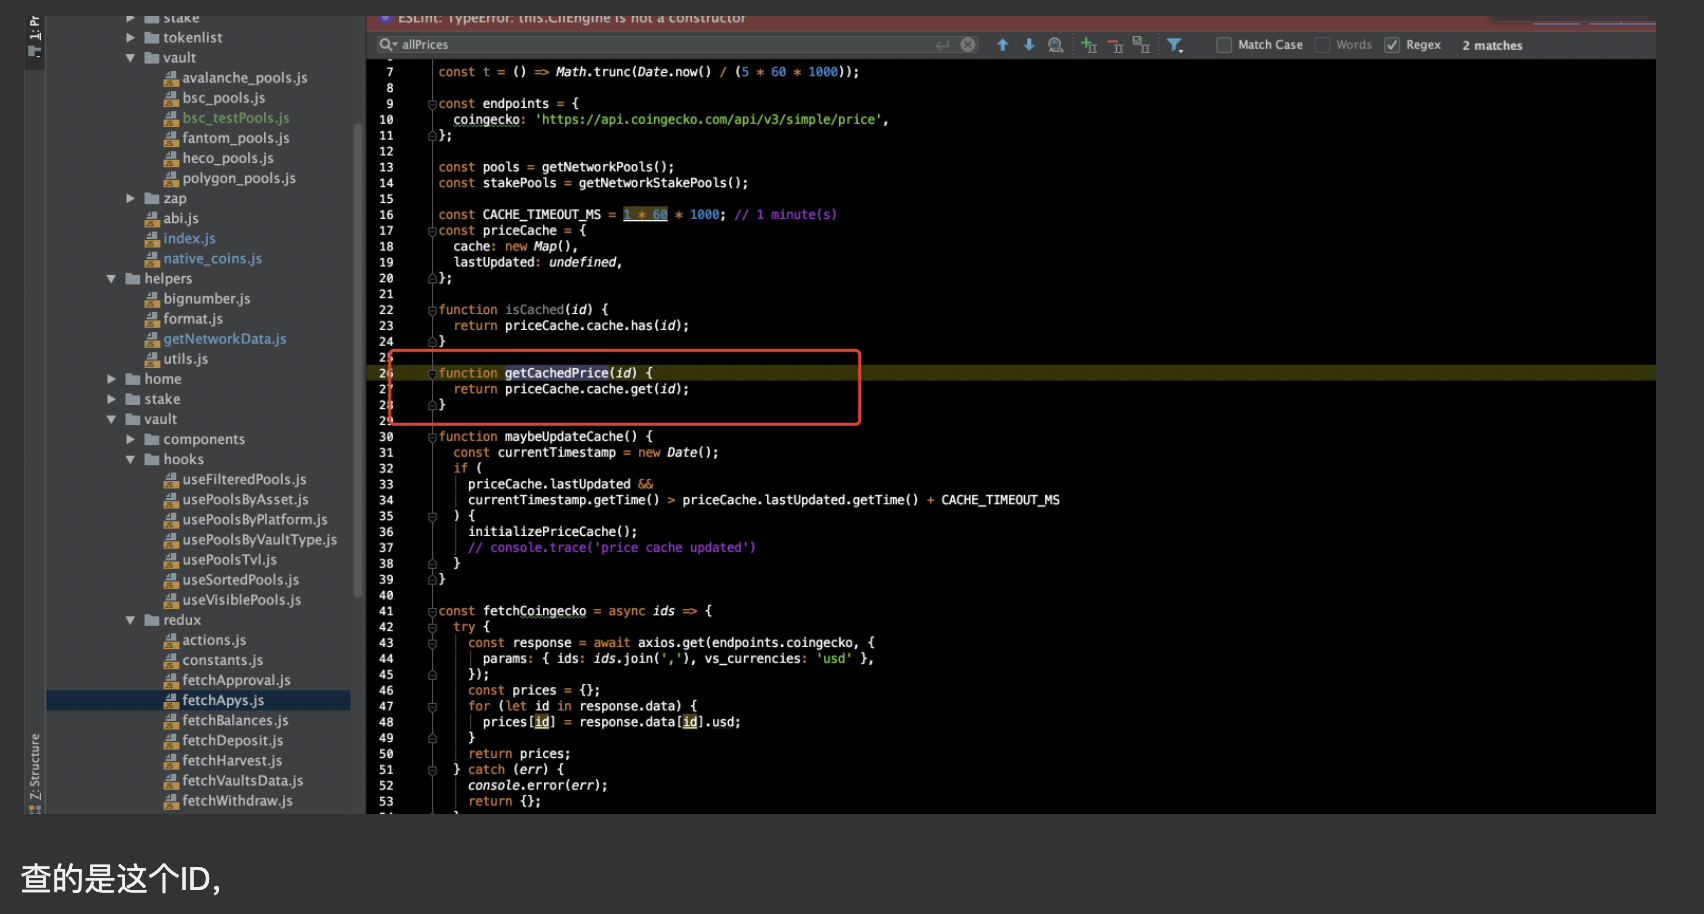 ESLint: TypeError: this.CliEngine is not a constructor
allPrices
Match Case
Words
Regex
2 matches
1: Pr
stake
tokenlist
vault
avalanche_pools.js
bsc_pools.js
bsc_testPools.js
fantom_pools.js
heco_pools.js
polygon_pools.js
zap
abi.js
index.js
native_coins.js
helpers
bignumber.js
format.js
getNetworkData.js
utils.js
home
stake
vault
components
hooks
useFilteredPools.js
usePoolsByAsset.js
usePoolsByPlatform.js
usePoolsByVaultType.js
usePoolsTvl.js
useSortedPools.js
useVisiblePools.js
redux
actions.js
constants.js
fetchApproval.js
fetchApys.js
fetchBalances.js
fetchDeposit.js
fetchHarvest.js
fetchVaultsData.js
fetchWithdraw.js
Z: Structure
7 const t = () => Math.trunc(Date.now() / (5 * 60 * 1000));
8
9 const endpoints = {
10 coingecko: 'https://api.coingecko.com/api/v3/simple/price',
11 };
12
13 const pools = getNetworkPools();
14 const stakePools = getNetworkStakePools();
15
16 const CACHE_TIMEOUT_MS = 1 * 60 * 1000; // 1 minute(s)
17 const priceCache = {
18 cache: new Map(),
19 lastUpdated: undefined,
20 };
21
22 function isCached(id) {
23 return priceCache.cache.has(id);
24 }
25
26 function getCachedPrice(id) {
27 return priceCache.cache.get(id);
28 }
29
30 function maybeUpdateCache() {
31 const currentTimestamp = new Date();
32 if (
33 priceCache.lastUpdated &&
34 currentTimestamp.getTime() > priceCache.lastUpdated.getTime() + CACHE_TIMEOUT_MS
35 ) {
36 initializePriceCache();
37 // console.trace('price cache updated')
38 }
39 }
40
41 const fetchCoingecko = async ids => {
42 try {
43 const response = await axios.get(endpoints.coingecko, {
44 params: { ids: ids.join(','), vs_currencies: 'usd' },
45 });
46 const prices = {};
47 for (let id in response.data) {
48 prices[id] = response.data[id].usd;
49 }
50 return prices;
51 } catch (err) {
52 console.error(err);
53 return {};
查的是这个ID,